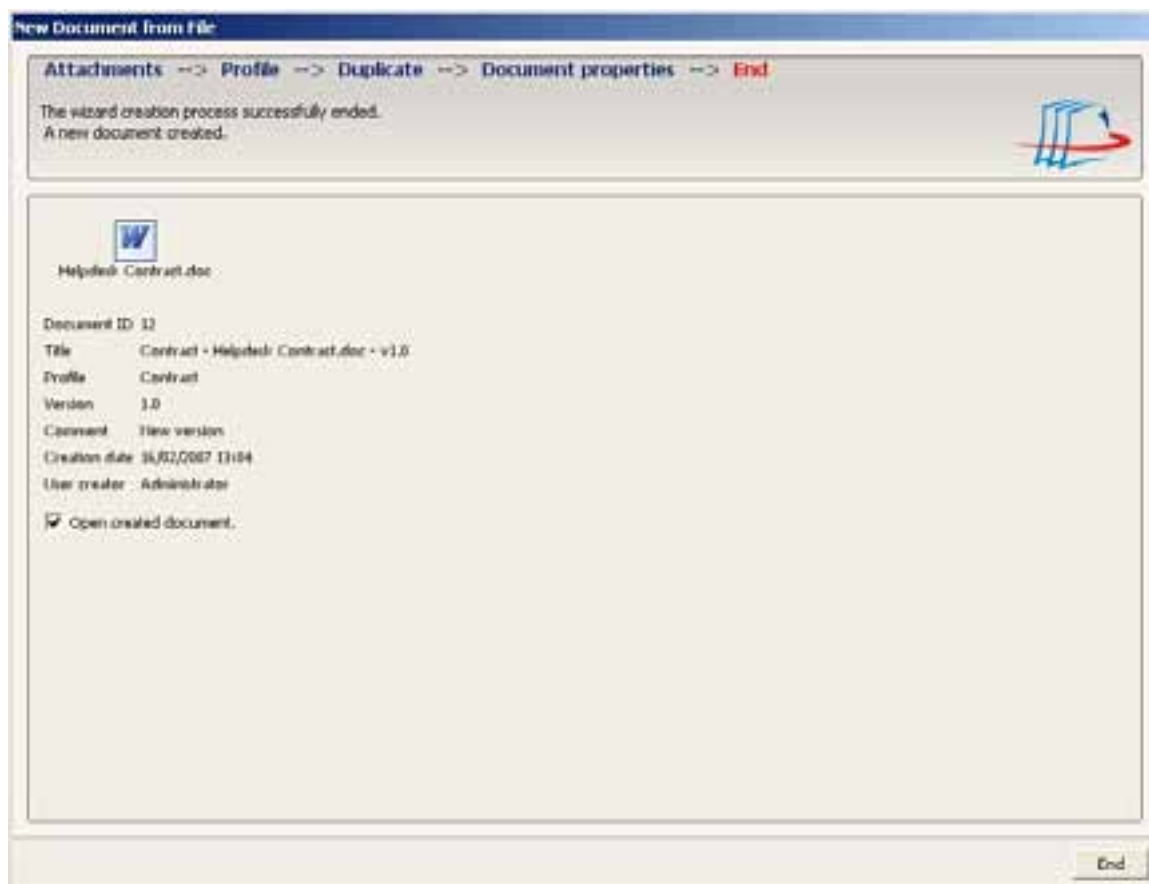 New Document from File
Attachments --> Profile --> Duplicate --> Document properties --> End
The wizard creation process successfully ended.
A new document created.
Helpdesk Contract.doc
Document ID 12
Title Contract - Helpdesk Contract.doc - v1.0
Profile Contract
Version 1.0
Comment New version
Creation date 16/02/2007 13:04
User creator Administrator
Open created document.
End